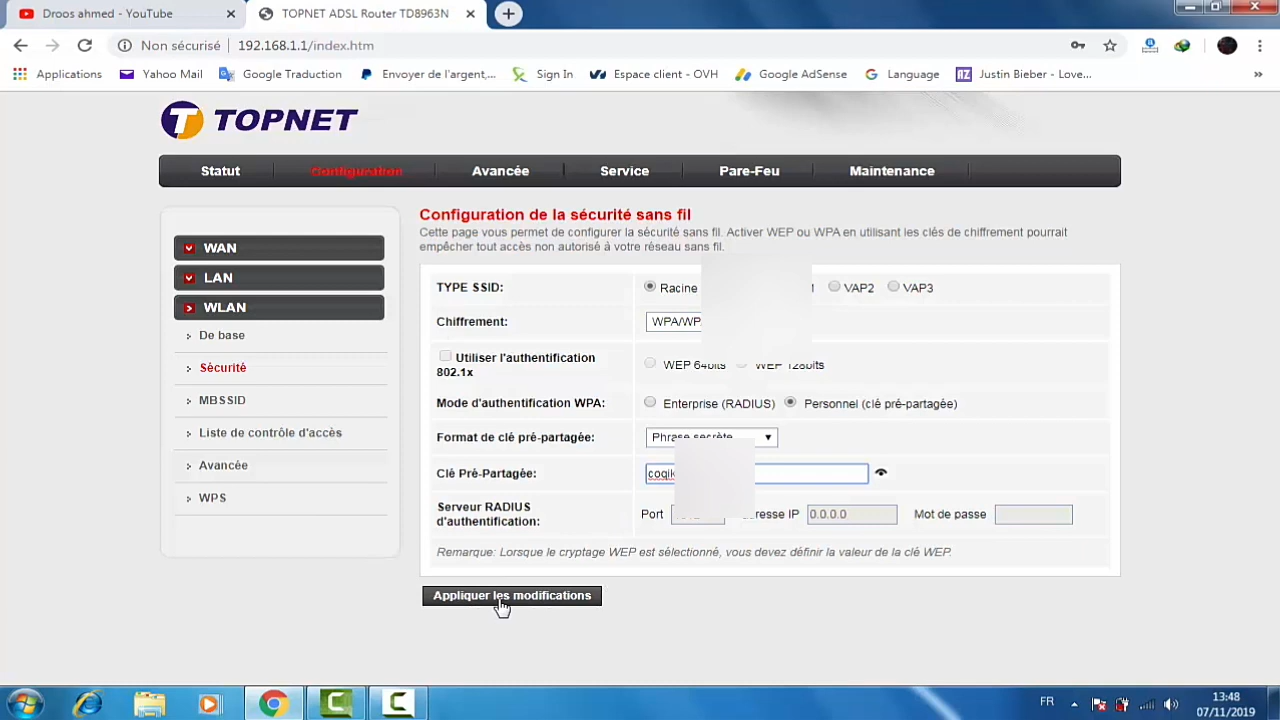 Droos ahmed - YouTube
TOPNET ADSL Router TD8963N
Non sécurisé 192.168.1.1/index.htm
Applications Yahoo Mail Google Traduction Envoyer de l'argent,... Sign In Espace client - OVH Google AdSense Language Justin Bieber - Love... »
TOPNET
Statut Configuration Avancée Service Pare-Feu Maintenance
WAN
LAN
WLAN
De base
Sécurité
MBSSID
Liste de contrôle d'accès
Avancée
WPS
Configuration de la sécurité sans fil
Cette page vous permet de configurer la sécurité sans fil. Activer WEP ou WPA en utilisant les clés de chiffrement pourrait
empêcher tout accès non autorisé à votre réseau sans fil.
TYPE SSID: Racine VAP2 VAP3
Chiffrement:
Utiliser l'authentification
802.1x
WEP 64bits WEP 128bits
Mode d'authentification WPA: Enterprise (RADIUS) Personnel (clé pré-partagée)
Format de clé pré-partagée: Phrase secrète
Clé Pré-Partagée:
Serveur RADIUS
d'authentification:
Port IP 0.0.0.0 Mot de passe
Remarque: Lorsque le cryptage WEP est sélectionné, vous devez définir la valeur de la clé WEP.
Appliquer les modifications
FR
13:48
07/11/2019